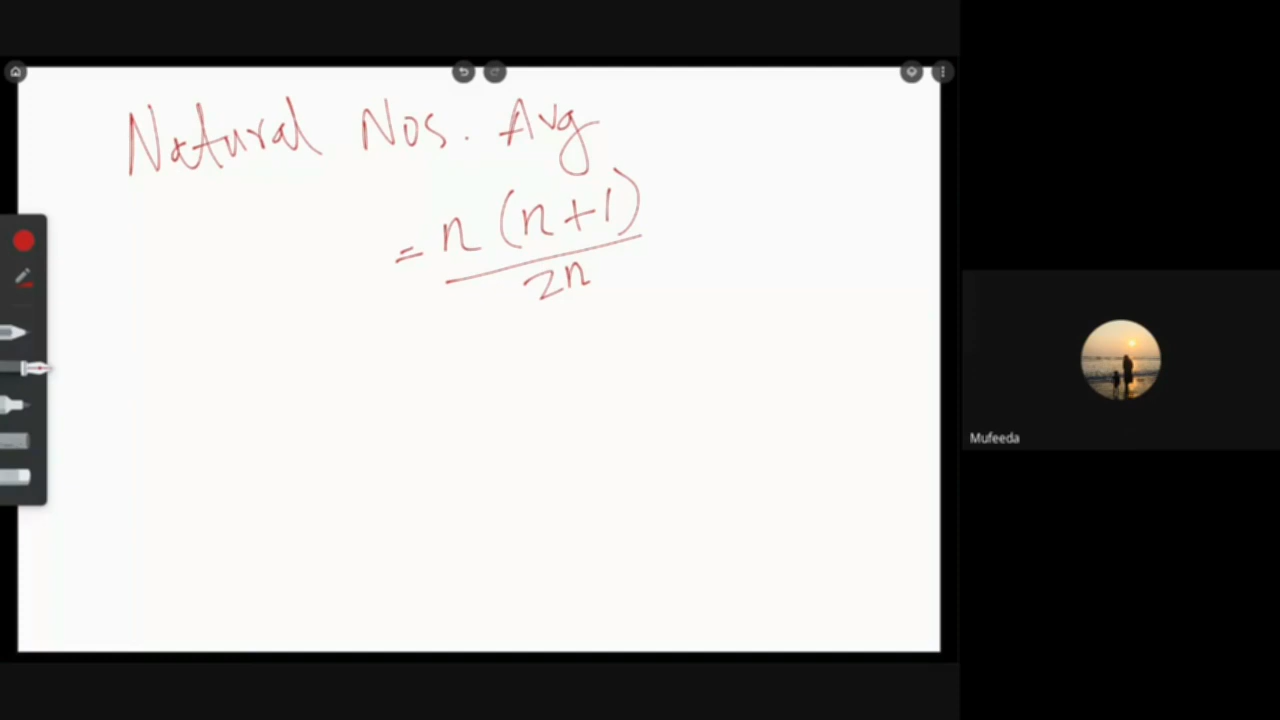 Natural Nos. Avg
= n (n+1)
2n
Mufeeda